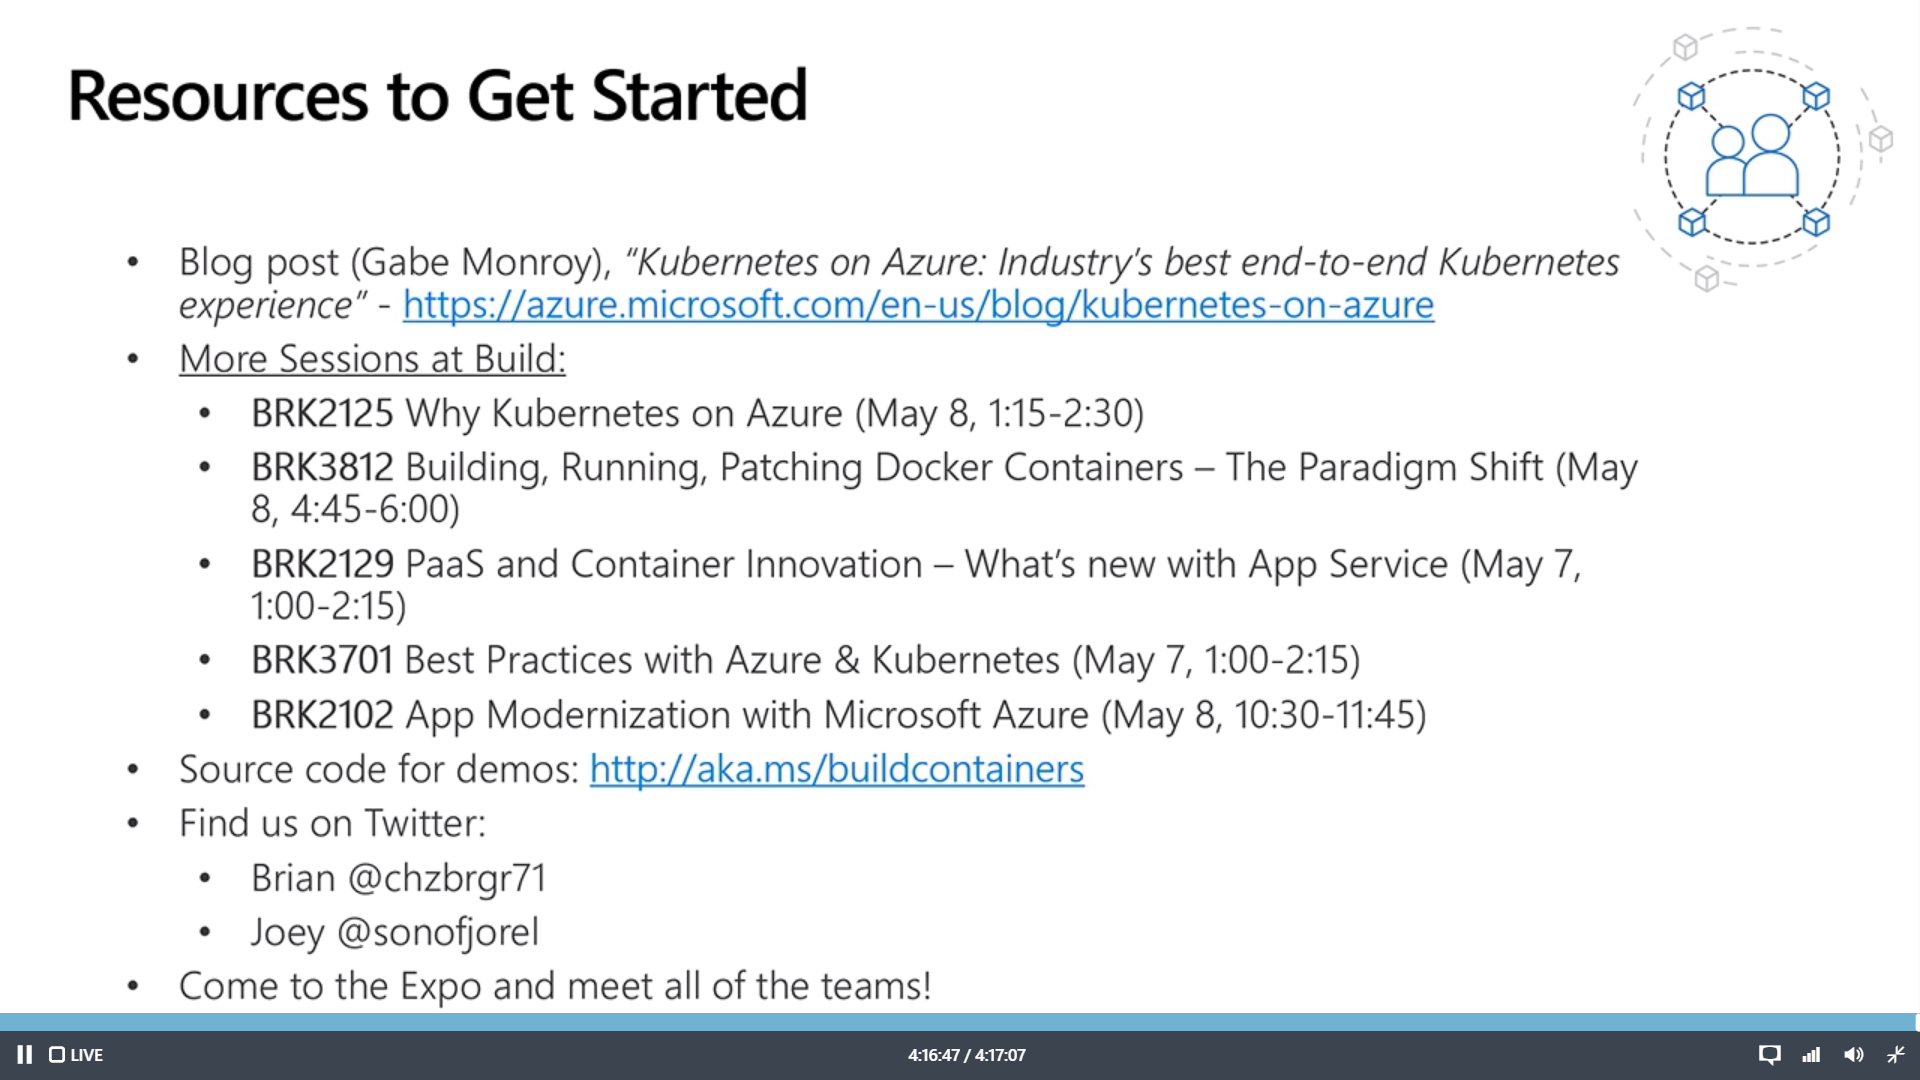 Resources to Get Started
• Blog post (Gabe Monroy), “Kubernetes on Azure: Industry’s best end-to-end Kubernetes
experience” - https://azure.microsoft.com/en-us/blog/kubernetes-on-azure
• More Sessions at Build:
• BRK2125 Why Kubernetes on Azure (May 8, 1:15-2:30)
• BRK3812 Building, Running, Patching Docker Containers – The Paradigm Shift (May
8, 4:45-6:00)
• BRK2129 PaaS and Container Innovation – What’s new with App Service (May 7,
1:00-2:15)
• BRK3701 Best Practices with Azure & Kubernetes (May 7, 1:00-2:15)
• BRK2102 App Modernization with Microsoft Azure (May 8, 10:30-11:45)
• Source code for demos: http://aka.ms/buildcontainers
• Find us on Twitter:
• Brian @chzbrgr71
• Joey @sonofjorel
• Come to the Expo and meet all of the teams!
LIVE 4:16:47 / 4:17:07